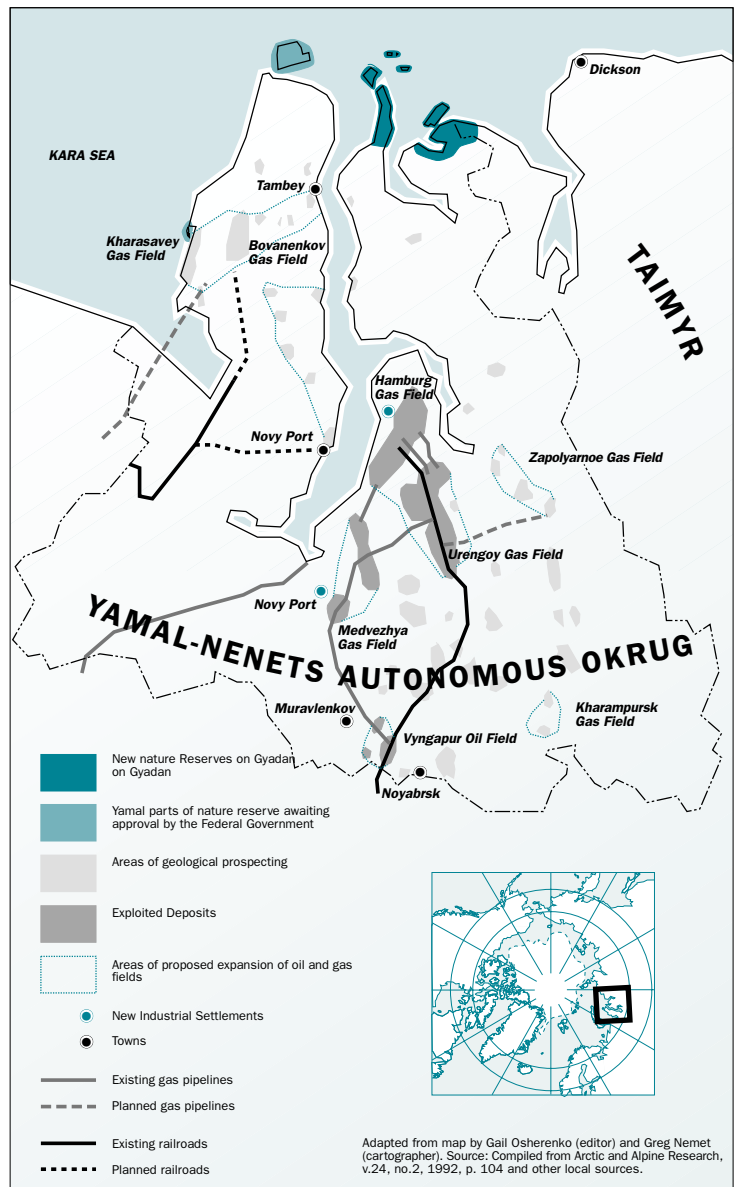 Dickson
KARA SEA
Tambey
Kharasavey
Gas Field
Bovanenkov
Gas Field
TAIMYR
Hamburg
Gas Field
Novy Port
Zapolyarnoe Gas Field
Urengoy Gas Field
Novy Port
Medvezhya
Gas Field
YAMAL-NENETS AUTONOMOUS OKRUG
Muravlenkov
Kharampursk
Gas Field
Vyngapur Oil Field
Noyabrsk
New nature Reserves on Gyadan
on Gyadan
Yamal parts of nature reserve awaiting
approval by the Federal Government
Areas of geological prospecting
Exploited Deposits
Areas of proposed expansion of oil and gas
fields
New Industrial Settlements
Towns
Existing gas pipelines
Planned gas pipelines
Existing railroads
Planned railroads
Adapted from map by Gail Osherenko (editor) and Greg Nemet
(cartographer). Source: Compiled from Arctic and Alpine Research,
v.24, no.2, 1992, p. 104 and other local sources.